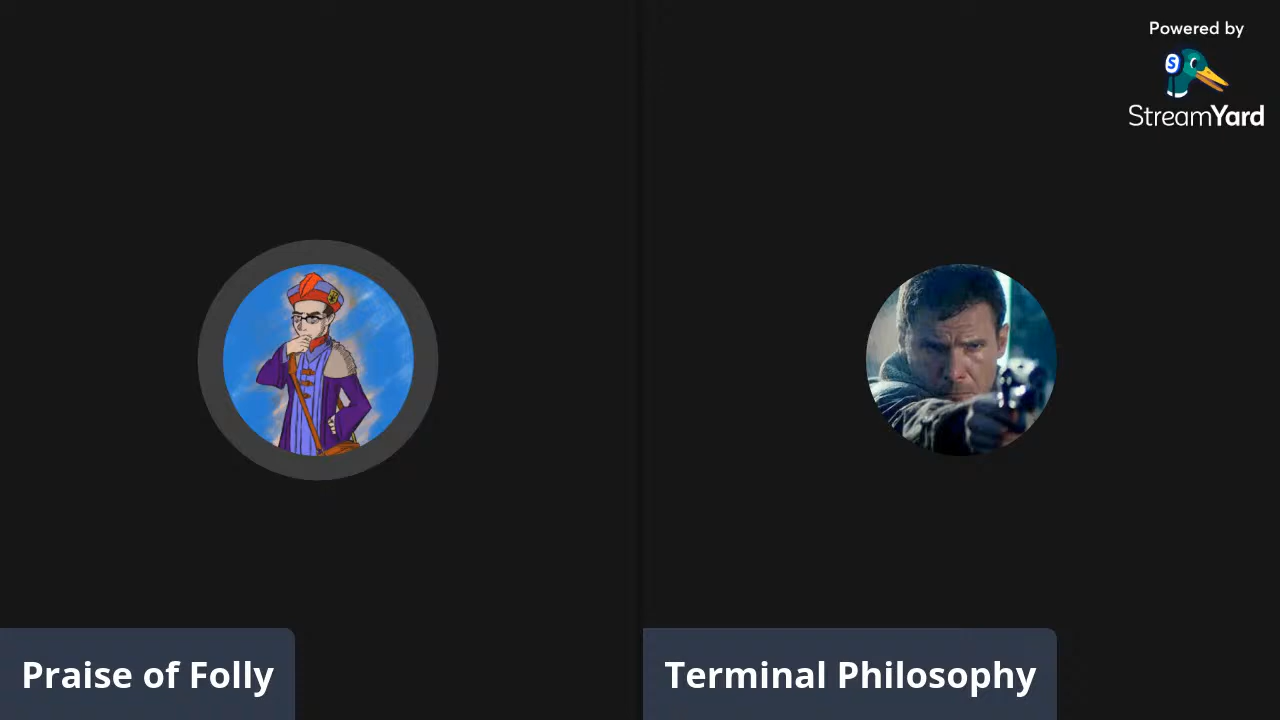 Powered by
S
StreamYard
Praise of Folly
Terminal Philosophy